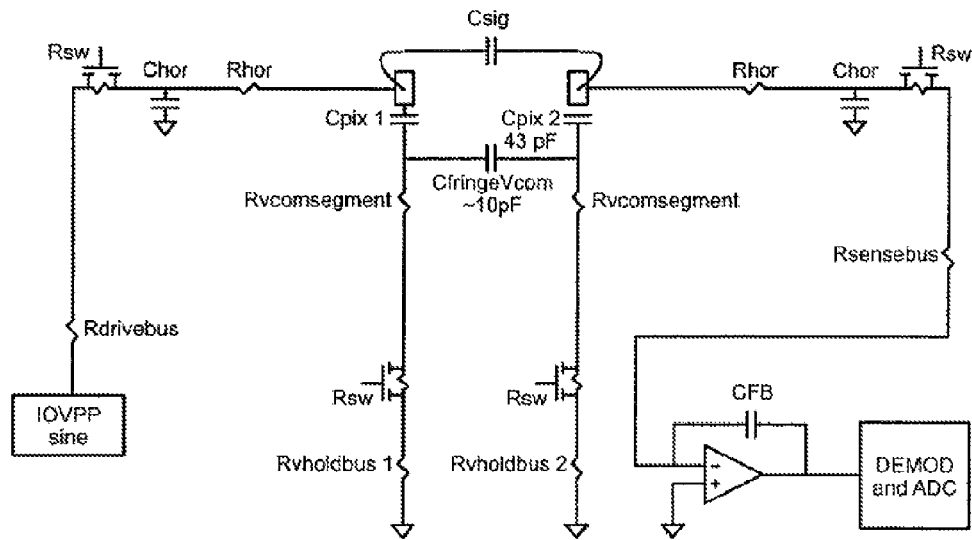 Csig
Rsw
Chor
Rhor
Rhor
Chor
Rsw
Cpix 1
Cpix 2
43 pF
CfringeVcom
~10pF
Rvcomsegment
Rvcomsegment
Rsensebus
Rdrivebus
IOVPP
sine
Rsw
Rsw
CFB
Rvholdbus 1
Rvholdbus 2
-
+
DEMOD
and ADC